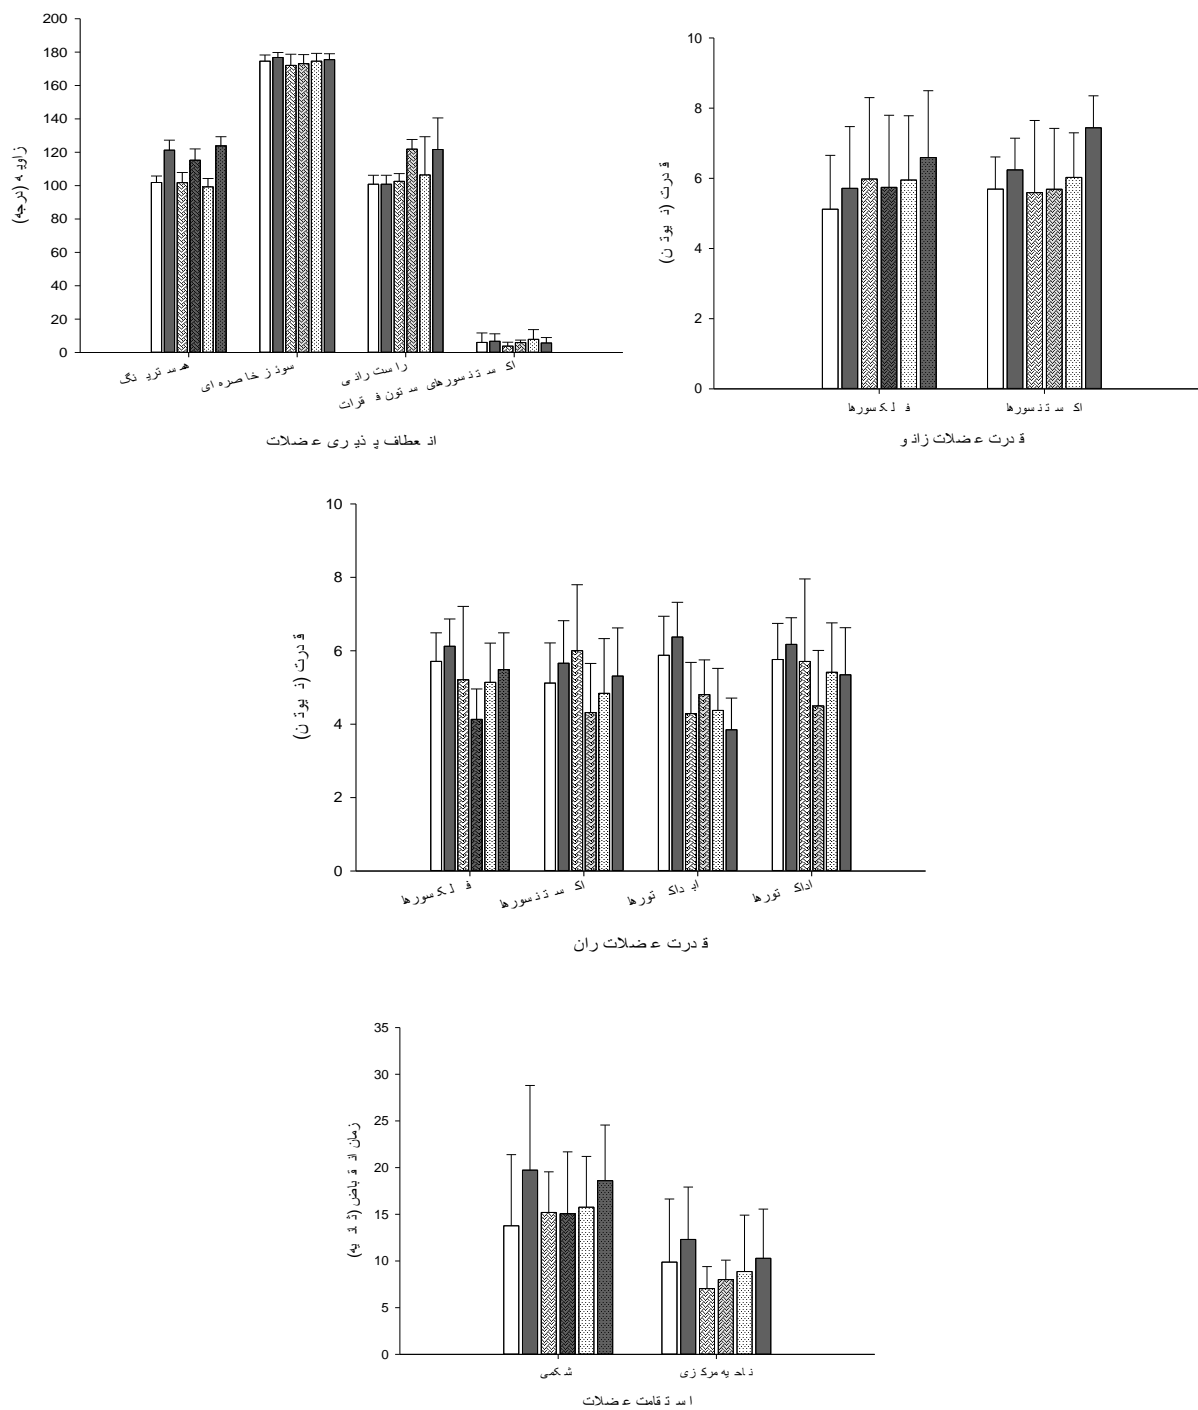 200
180
160
140
120
100
80
60
40
20
0
زاویه (درجه)
همسترینگ
سوئز خاصره ای
راست رانی
اکستنسورهای ستون فقرات
انعطاف پذیری عضلات
10
8
6
4
2
0
قدرت (نیوتن)
فلکسورها
اکستنسورها
قدرت عضلات زانو
10
8
6
4
2
0
قدرت (نیوتن)
فلکسورها
اکستنسورها
ابداکتورها
اداکتورها
قدرت عضلات ران
35
30
25
20
15
10
5
0
زمان انقباض (ثانیه)
شکمی
ناحیه مرکزی
استقامت عضلات